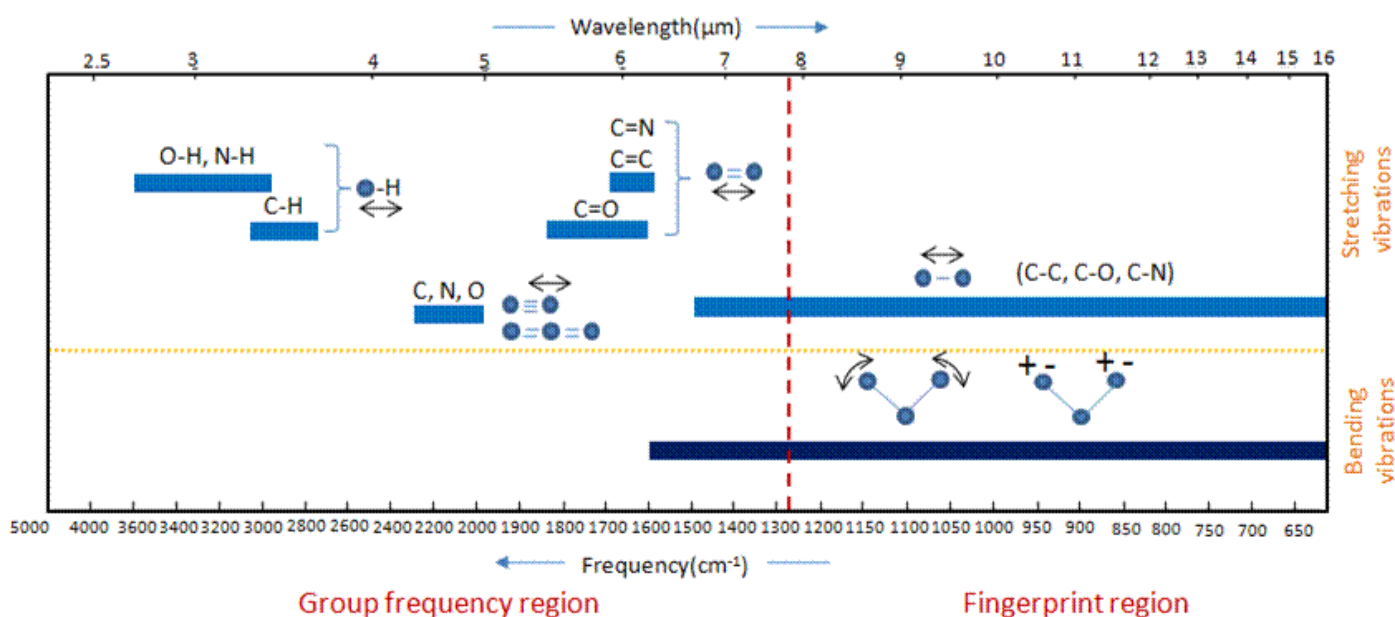 Wavelength(μm)
2.5 3 4 5 6 7 8 9 10 11 12 13 14 15 16
C=N
O-H, N-H
C=C
-H
C-H
C=O
(C-C, C-O, C-N)
C, N, O
Stretching
vibrations
+ - + -
Bending
vibrations
5000 4000 3600 3400 3200 3000 2800 2600 2400 2200 2000 1900 1800 1700 1600 1500 1400 1300 1200 1150 1100 1050 1000 950 900 850 800 750 700 650
Frequency(cm⁻¹)
Group frequency region
Fingerprint region